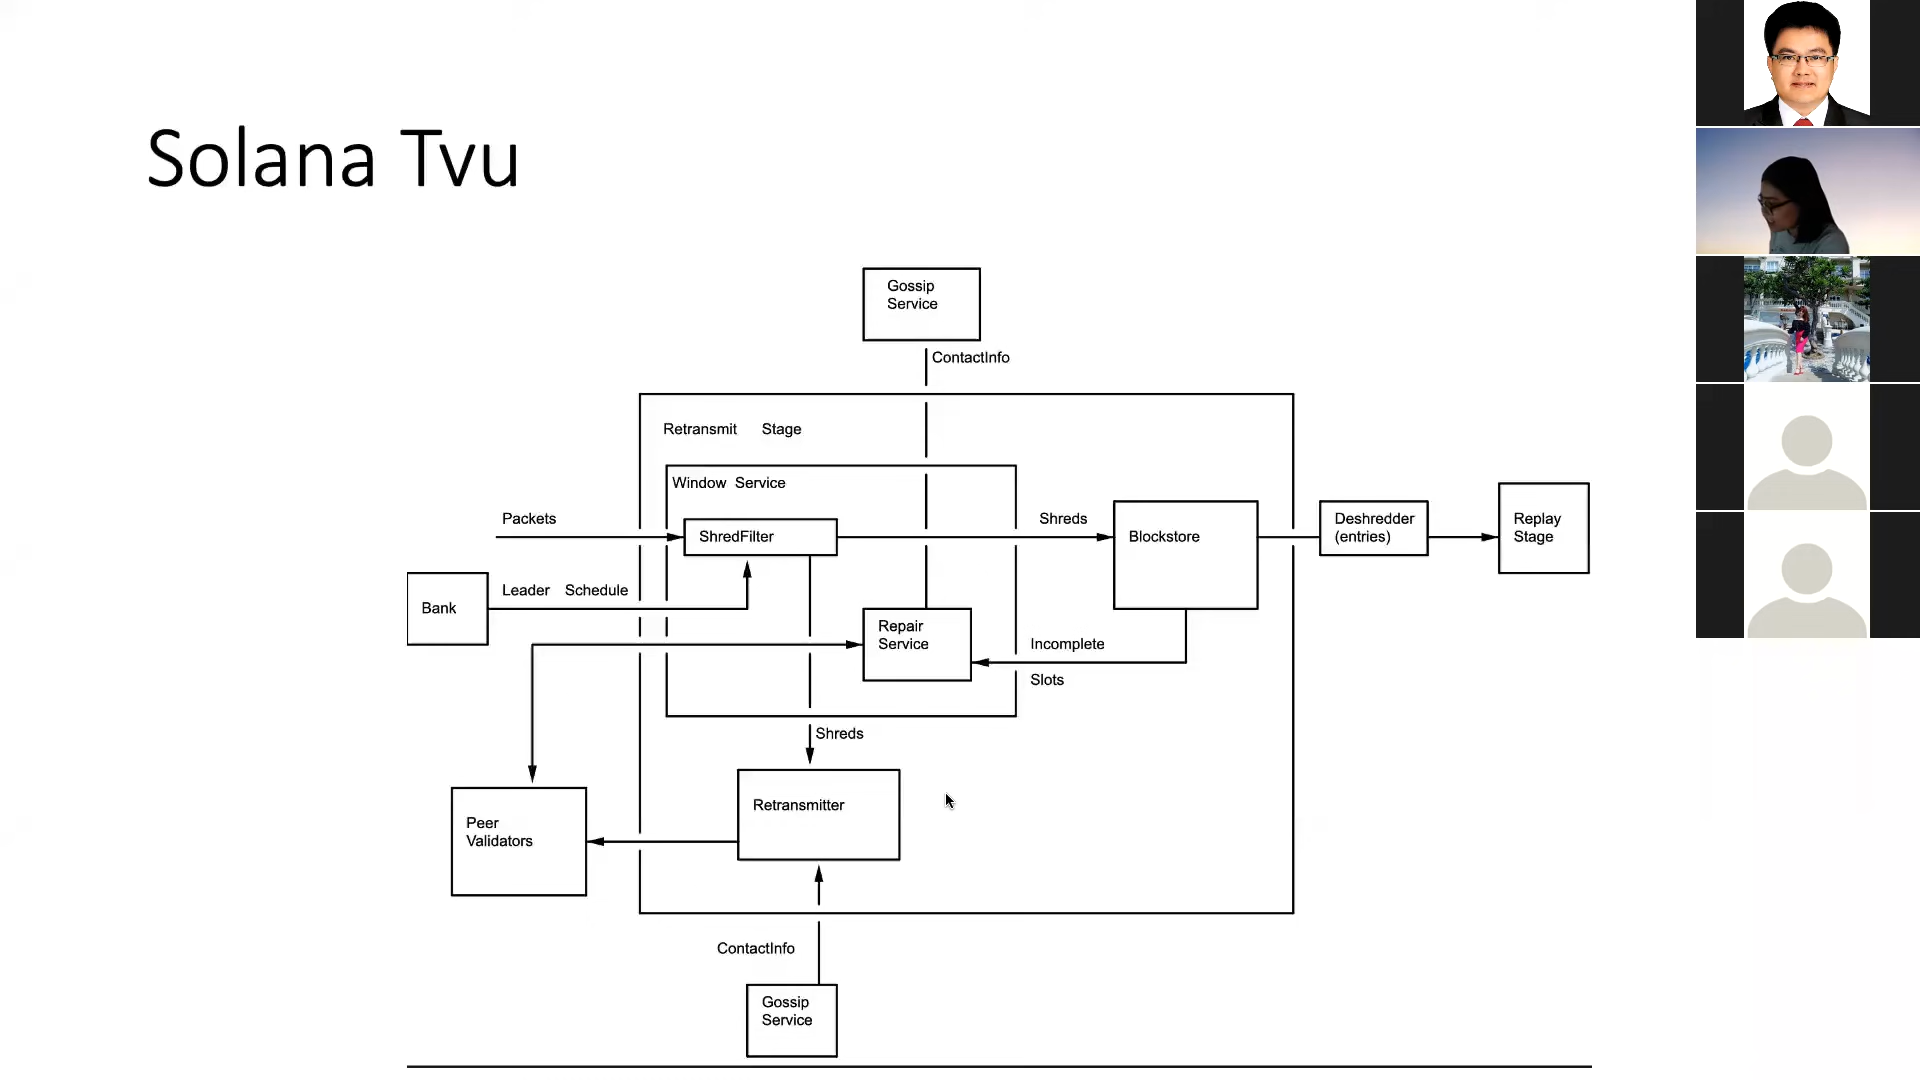 Solana Tvu
Gossip
Service
ContactInfo
Retransmit Stage
Window Service
Packets
ShredFilter
Shreds
Blockstore
Deshredder
(entries)
Replay
Stage
Bank
Leader Schedule
Repair
Service
Incomplete
Slots
Shreds
Retransmitter
Peer
Validators
ContactInfo
Gossip
Service